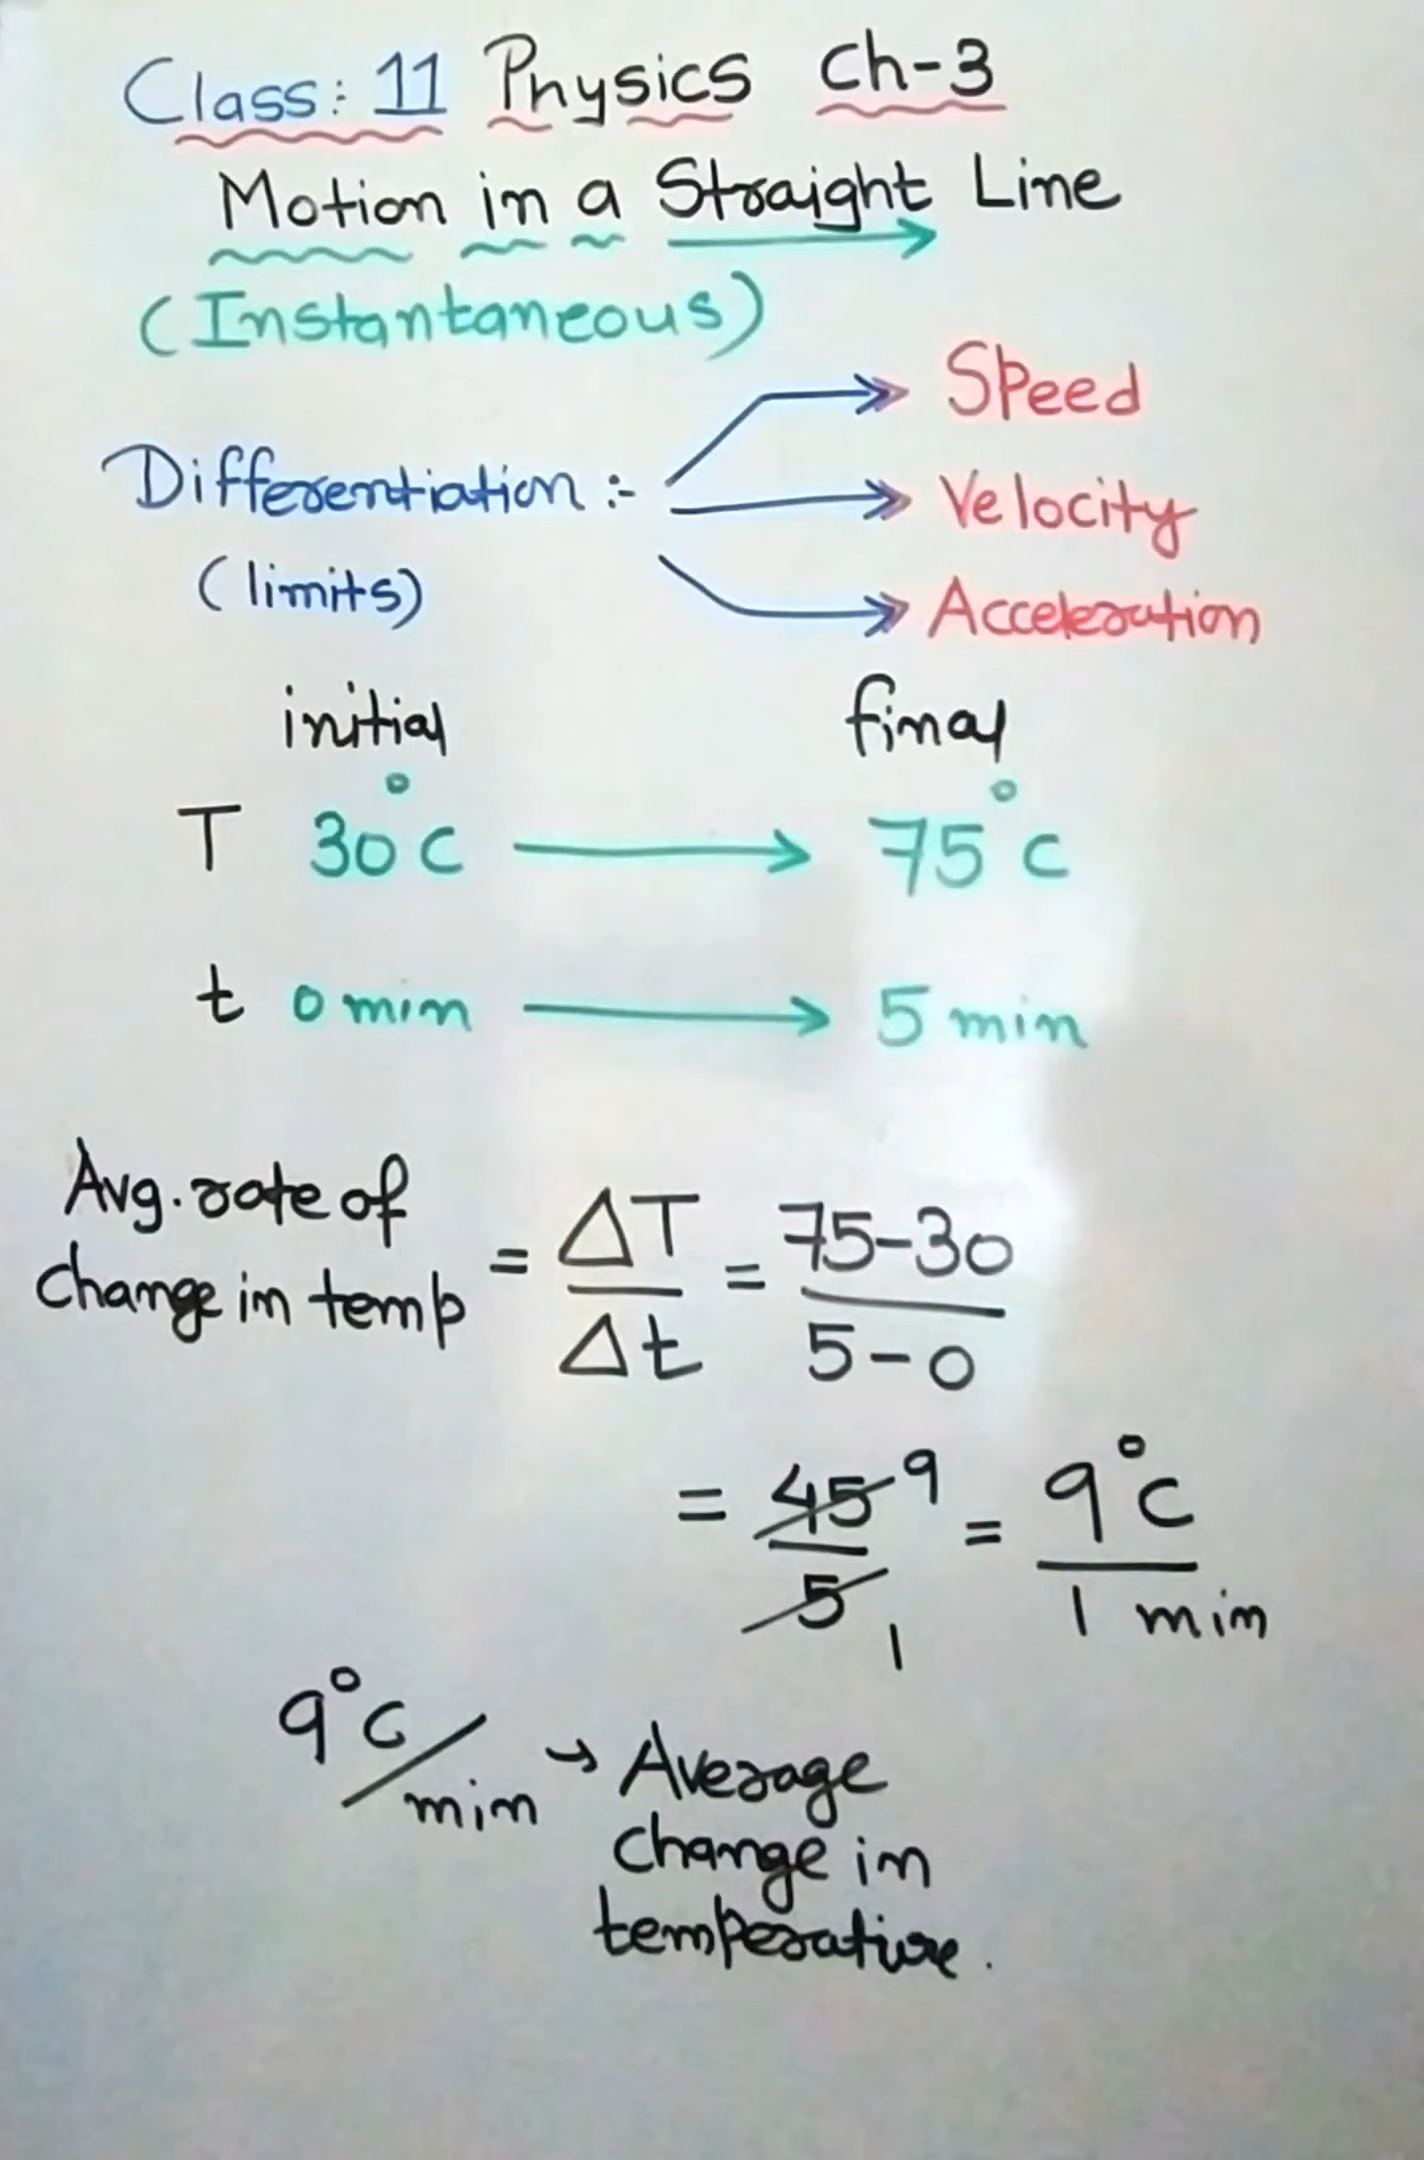 Class: 11 Physics Ch-3
Motion in a Straight Line
(Instantaneous)
Differentiation :-
(limits)
Speed
Velocity
Acceleration
initial final
T 30°C → 75°C
t 0 min → 5 min
Avg. rate of
change in temp = ΔT/Δt = 75-30/5-0
= 45/5 9 1 = 9°C/1 min
9°C/min → Average
change in
temperature.